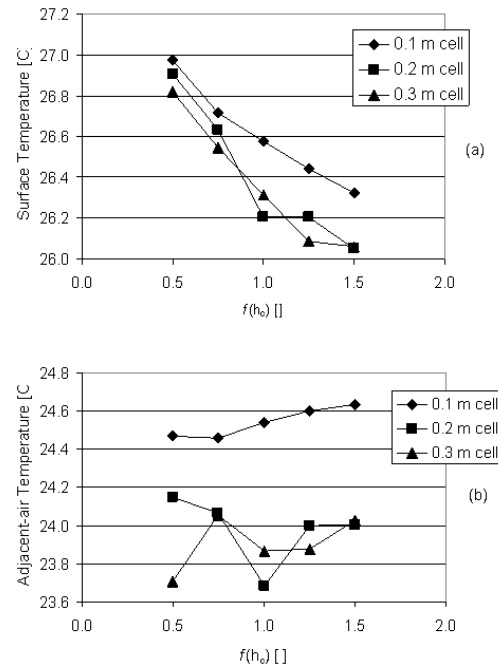 27.2
27.0
26.8
26.6
26.4
26.2
26.0
Surface Temperature [C]
0.1 m cell
0.2 m cell
0.3 m cell
(a)
0.0 0.5 1.0 1.5 2.0
f(hc) []
24.8
24.6
24.4
24.2
24.0
23.8
23.6
Adjacent-air Temperature [C
0.1 m cell
0.2 m cell
0.3 m cell
(b)
0.0 0.5 1.0 1.5 2.0
f(hc) [ ]